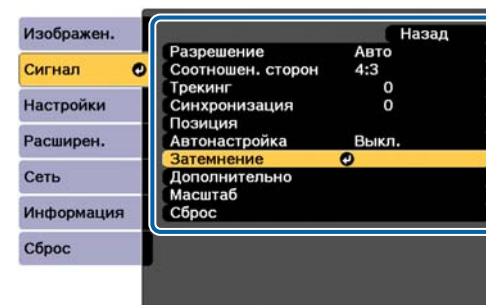 Изображен.
Сигнал
Настройки
Расширен.
Сеть
Информация
Сброс
Назад
Разрешение Авто
Соотношен. сторон 4:3
Трекинг 0
Синхронизация 0
Позиция
Автонастройка Выкл.
Затемнение
Дополнительно
Масштаб
Сброс